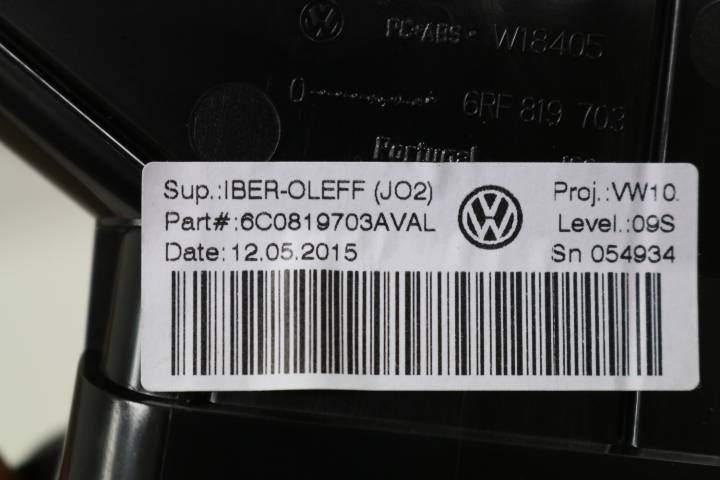 PC+ABS W18405
6RF 819 703
Portugal
Sup.:IBER-OLEFF (JO2) Proj.:VW10.
Part#:6C0819703AVAL Level.:09S
Date: 12.05.2015 Sn 054934